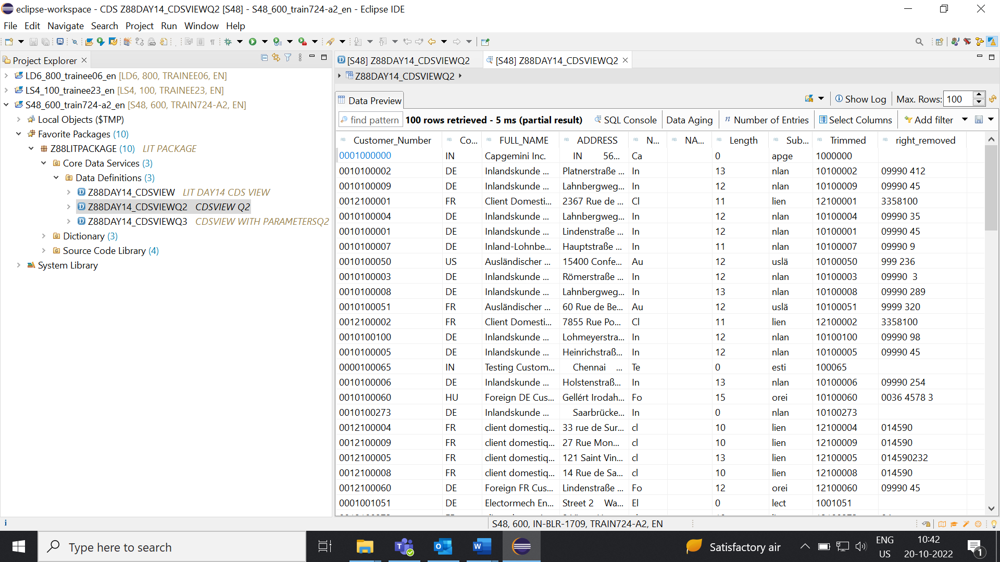 eclipse-workspace - CDS Z88DAY14_CDSVIEWQ2 [S48] - S48_600_train724-a2_en - Eclipse IDE
File Edit Navigate Search Project Run Window Help
Project Explorer
[S48] Z88DAY14_CDSVIEWQ2 [S48] Z88DAY14_CDSVIEWQ2
LD6_800_trainee06_en [LD6, 800, TRAINEE06, EN]
LS4_100_trainee23_en [LS4, 100, TRAINEE23, EN]
S48_600_train724-a2_en [S48, 600, TRAIN724-A2, EN]
Local Objects ($TMP)
Favorite Packages (10)
Z88LITPACKAGE (10) LIT PACKAGE
Core Data Services (3)
Data Definitions (3)
Z88DAY14_CDSVIEW LIT DAY14 CDS VIEW
Z88DAY14_CDSVIEWQ2 CDSVIEW Q2
Z88DAY14_CDSVIEWQ3 CDSVIEW WITH PARAMETERSQ2
Dictionary (3)
Source Code Library (4)
System Library
Z88DAY14_CDSVIEWQ2
Data Preview Show Log Max. Rows: 100
find pattern 100 rows retrieved - 5 ms (partial result) SQL Console Data Aging Number of Entries Select Columns Add filter
Customer_Number Co... FULL_NAME ADDRESS N... NA... Length Sub... Trimmed right_removed
0001000000 IN Capgemini Inc. IN 56... Ca 0 apge 1000000
0010100002 DE Inlandskunde ... Platnerstraße ... In 13 nlan 10100002 09990 412
0010100009 DE Inlandskunde ... Lahnbergweg... In 12 nlan 10100009 09990 45
0012100001 FR Client Domesti... 2367 Rue de ... Cl 11 lien 12100001 3358100
0010100004 DE Inlandskunde ... Lahnbergweg... In 12 nlan 10100004 09990 35
0010100001 DE Inlandskunde ... Lindenstraße ... In 12 nlan 10100001 09990 45
0010100007 DE Inland-Lohnbe... Hauptstraße ... In 11 nlan 10100007 09990 9
0010100050 US Ausländischer ... 15400 Confe... Au 12 uslä 10100050 999 236
0010100003 DE Inlandskunde ... Römerstraße ... In 12 nlan 10100003 09990  3
0010100008 DE Inlandskunde ... Lahnbergweg... In 13 nlan 10100008 09990 289
0010100051 FR Ausländischer ... 60 Rue de Be... Au 12 uslä 10100051 9999 320
0012100002 FR Client Domesti... 7855 Rue Po... Cl 11 lien 12100002 3358100
0010100100 DE Inlandskunde ... Lohmeyerstra... In 12 nlan 10100100 09990 98
0010100005 DE Inlandskunde ... Heinrichstraß... In 12 nlan 10100005 09990 45
0000100065 IN Testing Custom... Chennai ... Te 0 esti 100065
0010100006 DE Inlandskunde ... Holstenstraß... In 13 nlan 10100006 09990 254
0010100060 HU Foreign DE Cus... Gellért Irodah... Fo 15 orei 10100060 0036 4578 3
0010100273 DE Inlandskunde ... Saarbrücke... In 0 nlan 10100273
0012100004 FR client domestiq... 33 rue de Sur... cl 10 lien 12100004 014590
0012100009 FR client domestiq... 27 Rue Mon... cl 10 lien 12100009 014590
0012100005 FR client domestiq... 121 Saint Vin... cl 13 lien 12100005 014590232
0012100008 FR client domestiq... 14 Rue de Sa... cl 10 lien 12100008 014590
0012100060 DE Foreign FR Cus... Lindenstraße ... Fo 12 orei 12100060 09990 45
0001001051 DE Electormech En... Street 2 Wa... El 0 lect 1001051
S48, 600, IN-BLR-1709, TRAIN724-A2, EN
Type here to search
Satisfactory air
ENG
US
10:42
20-10-2022
1